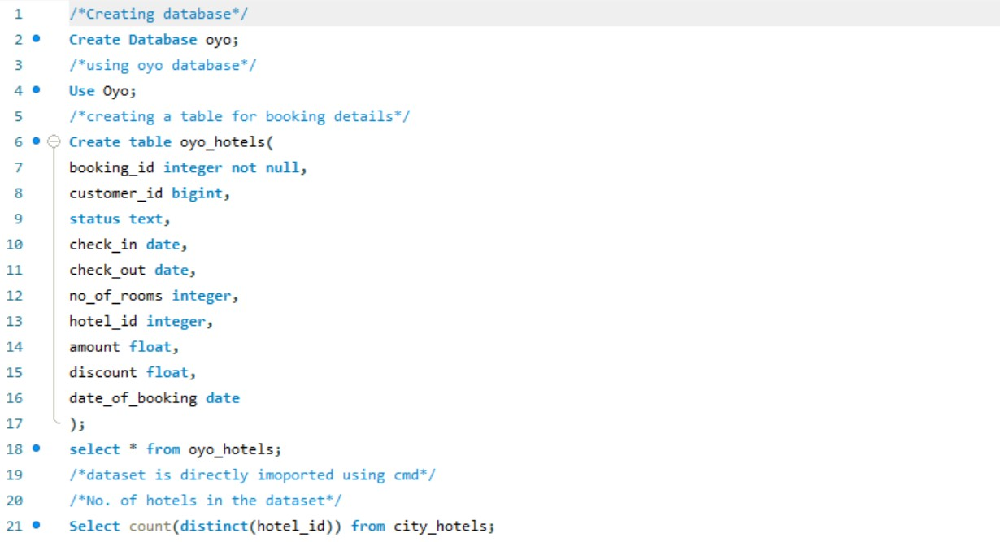 1 /*Creating database*/
2 Create Database oyo;
3 /*using oyo database*/
4 Use Oyo;
5 /*creating a table for booking details*/
6 Create table oyo_hotels(
7 booking_id integer not null,
8 customer_id bigint,
9 status text,
10 check_in date,
11 check_out date,
12 no_of_rooms integer,
13 hotel_id integer,
14 amount float,
15 discount float,
16 date_of_booking date
17 );
18 select * from oyo_hotels;
19 /*dataset is directly imoported using cmd*/
20 /*No. of hotels in the dataset*/
21 Select count(distinct(hotel_id)) from city_hotels;